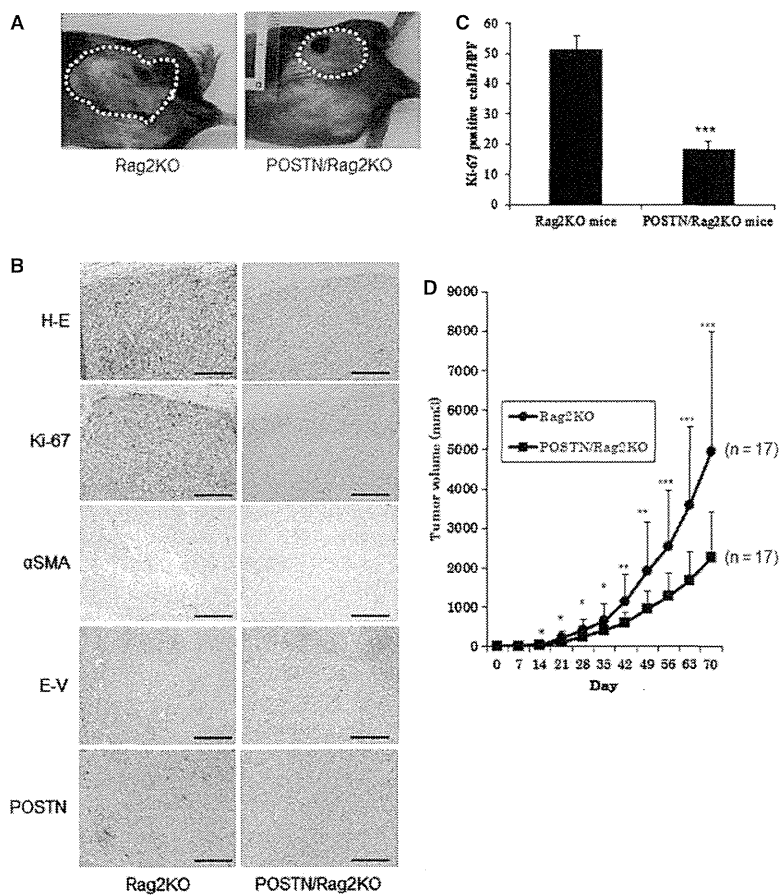 A
Rag2KO
POSTN/Rag2KO
B
H-E
Ki-67
αSMA
E-V
POSTN
Rag2KO
POSTN/Rag2KO
C
Ki-67 positive cells/HPF
60
50
40
30
20
10
0
***
Rag2KO mice
POSTN/Rag2KO mice
D
Tumor volume (mm3)
9000
8000
7000
6000
5000
4000
3000
2000
1000
0
Rag2KO
POSTN/Rag2KO
* * * * ** ** *** *** ***
(n = 17)
(n = 17)
0 7 14 21 28 35 42 49 56 63 70
Day